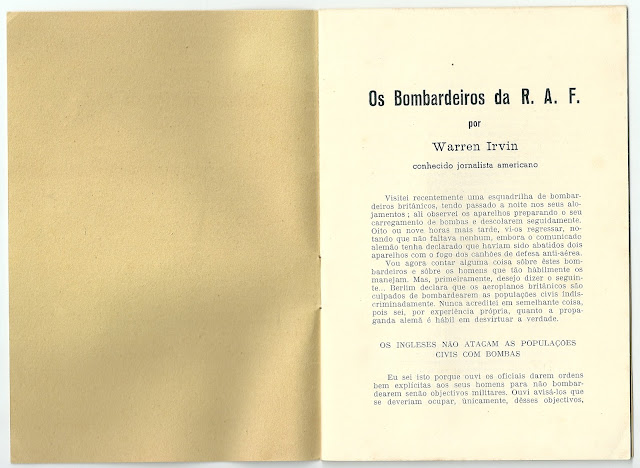 Os Bombardeiros da R. A. F.
por
Warren Irvin
conhecido jornalista americano
Visitei recentemente uma esquadrilha de bombar-
deiros britânicos, tendo passado a noite nos seus alo-
jamentos ; ali observei os aparelhos preparando e seu
carregamento de bombas e descolarem seguidamente.
Oito ou nove horas mais tarde, vi-os regressar, no-
tando que não faltava nenhum, embora o comunicado
alemão tenha declarado que haviam sido abatidos dois
aparelhos com o fogo dos canhões de defesa anti-aérea.
Vou agora contar alguma coisa sôbre êstes bom-
bardeiros e sôbre os homens que tão hàbilmente os
manejam. Mas, primeiramente, desejo dizer o seguin-
te... Berlim declara que os aeroplanos britânicos são
culpados de bombardearem as populações civis indis-
criminadamente. Nunca acreditei em semelhante coisa,
pois sei, por experiência própria, quanto a propa-
ganda alemã é hábil em desvirtuar a verdade.
OS INGLESES NÃO ATACAM AS POPULAÇÕES
CIVIS COM BOMBAS
Eu sei isto porque ouvi os oficiais darem ordens
bem explícitas aos seus homens para não bombar-
dearem senão objectivos militares. Ouvi avisá-los que
se deveriam ocupar, ùnicamente, dêsses objectivos,